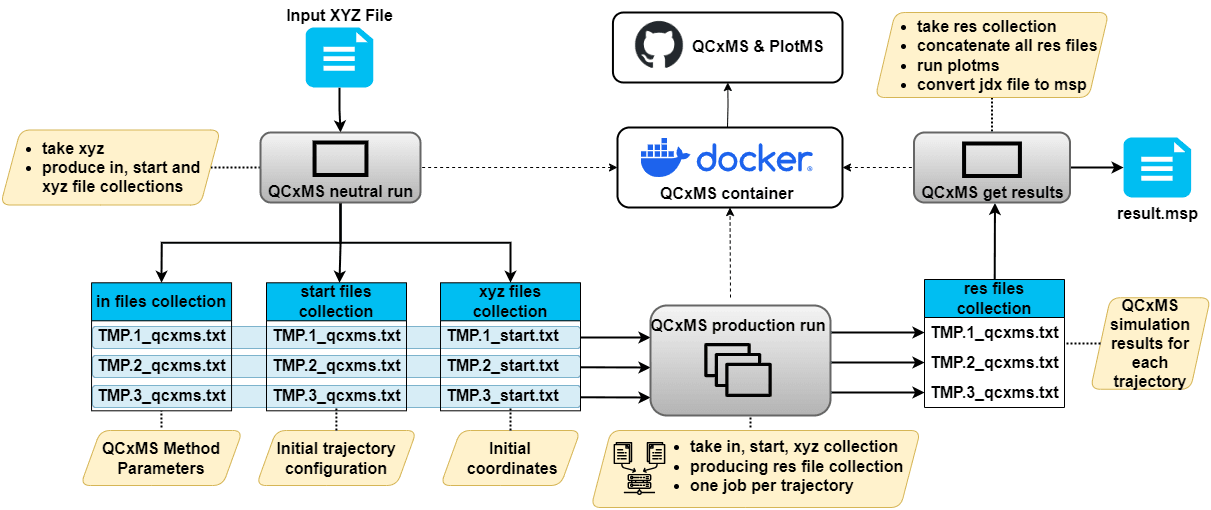 Input XYZ File
QCxMS & PlotMS
• take res collection
• concatenate all res files
• run plotms
• convert jdx file to msp
• take xyz
• produce in, start and
xyz file collections
QCxMS neutral run
docker
QCxMS container
QCxMS get results
result.msp
in files collection
TMP.1_qcxms.txt
TMP.2_qcxms.txt
TMP.3_qcxms.txt
start files
collection
TMP.1_qcxms.txt
TMP.2_qcxms.txt
TMP.3_qcxms.txt
xyz files
collection
TMP.1_start.txt
TMP.2_start.txt
TMP.3_start.txt
QCxMS production run
res files
collection
TMP.1_qcxms.txt
TMP.2_qcxms.txt
TMP.3_qcxms.txt
QCxMS
simulation
results for
each
trajectory
QCxMS Method
Parameters
Initial trajectory
configuration
Initial
coordinates
• take in, start, xyz collection
• producing res file collection
• one job per trajectory